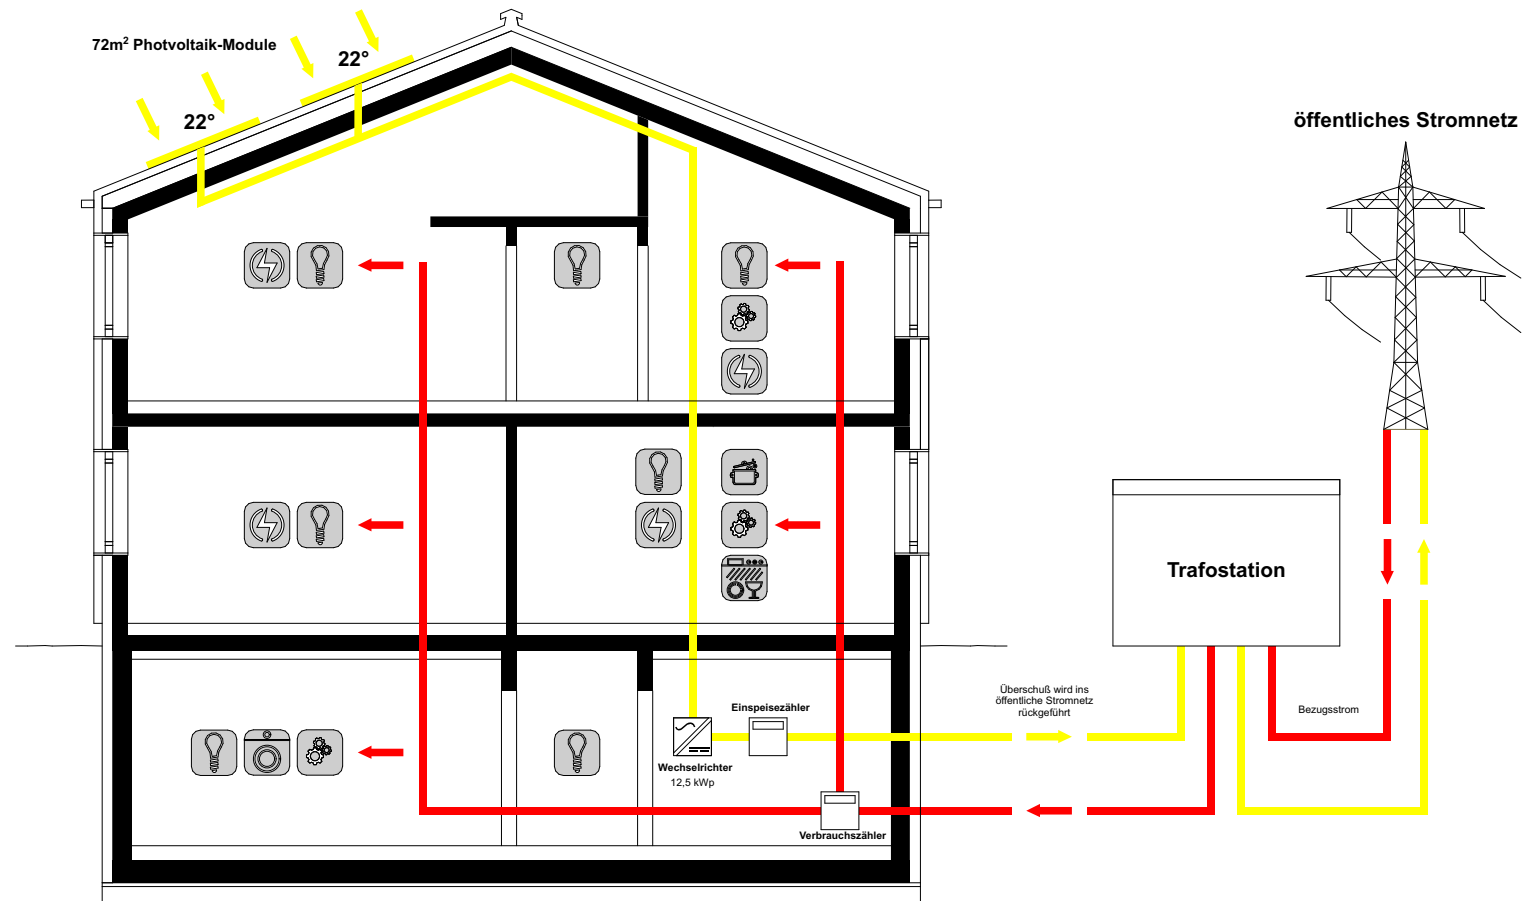 72m² Photvoltaik-Module
22°
22°
öffentliches Stromnetz
Trafostation
Überschuß wird ins
öffentliche Stromnetz
rückgeführt
Bezugsstrom
Einspeisezähler
Wechselrichter
12,5 kWp
Verbrauchszähler